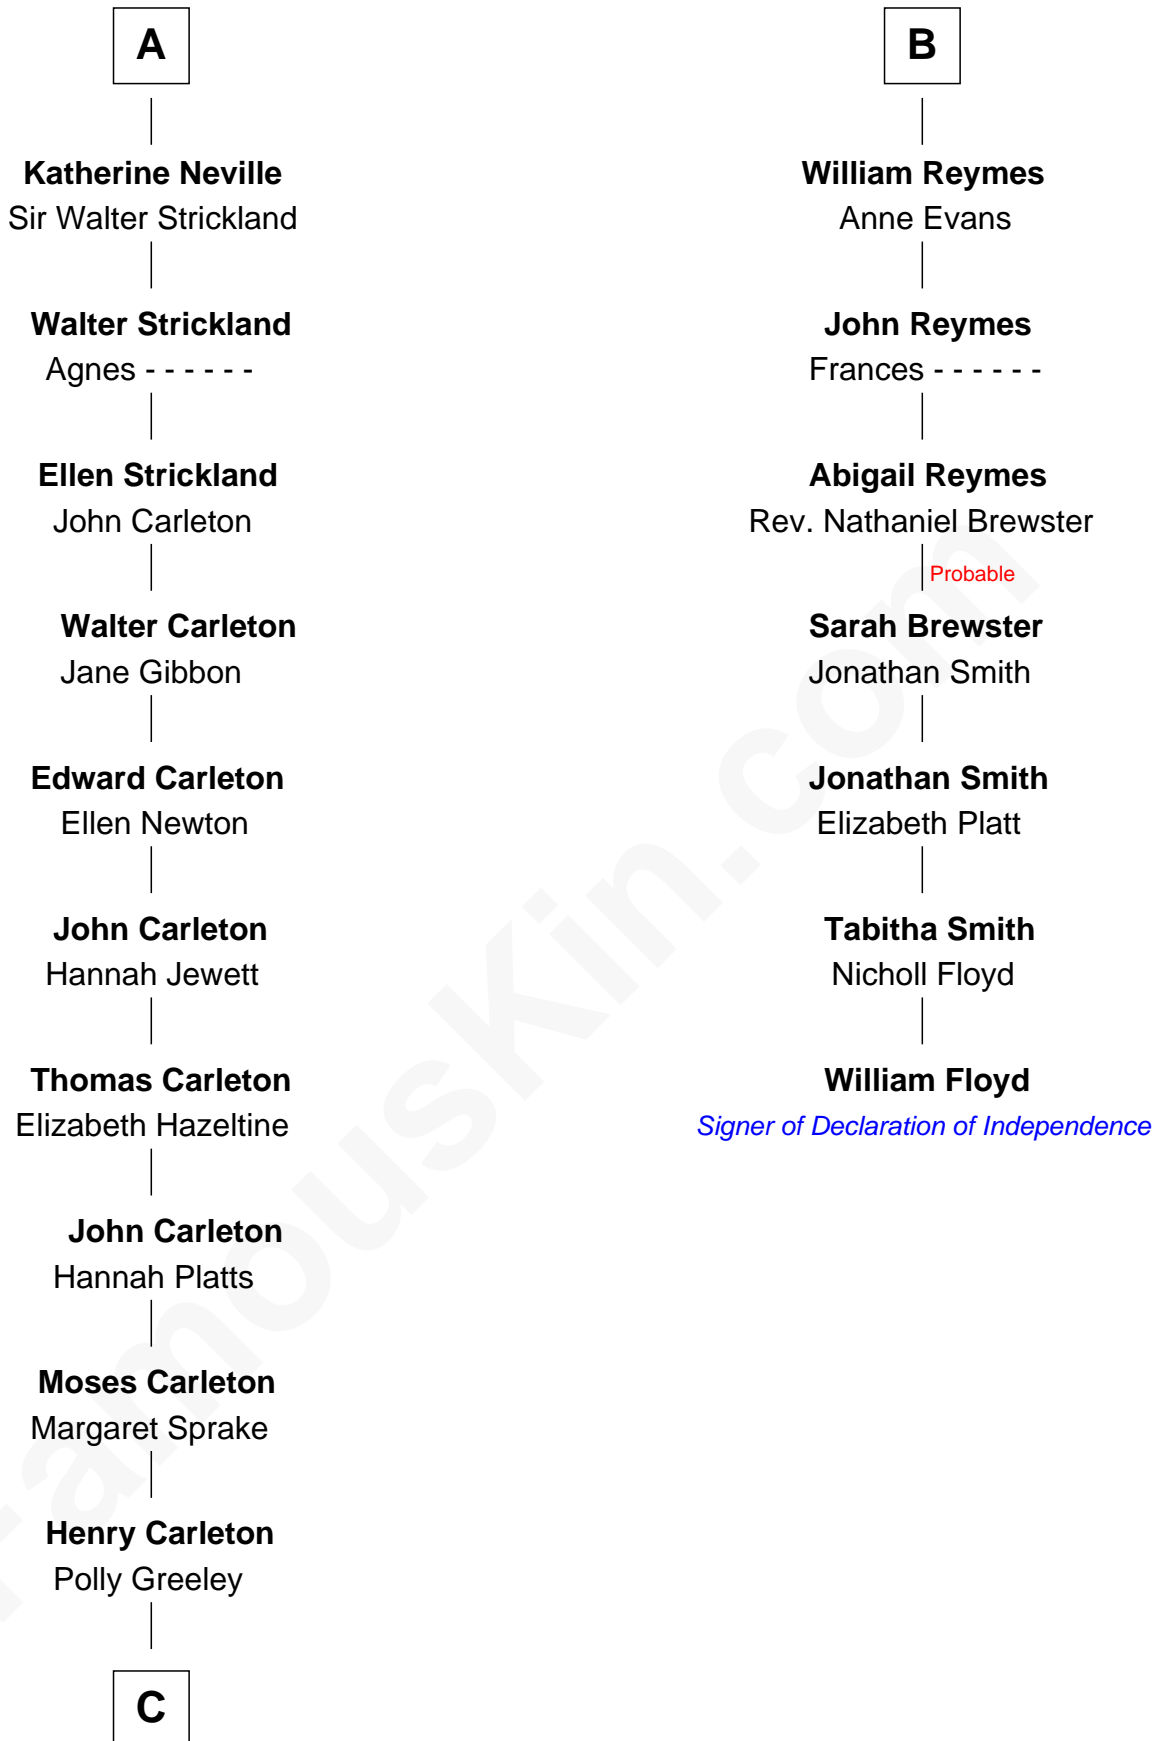 A
Katherine Neville
Sir Walter Strickland
Walter Strickland
Agnes - - - - - -
Ellen Strickland
John Carleton
Walter Carleton
Jane Gibbon
Edward Carleton
Ellen Newton
John Carleton
Hannah Jewett
Thomas Carleton
Elizabeth Hazeltine
John Carleton
Hannah Platts
Moses Carleton
Margaret Sprake
Henry Carleton
Polly Greeley
C
B
William Reymes
Anne Evans
John Reymes
Frances - - - - - -
Abigail Reymes
Rev. Nathaniel Brewster
Probable
Sarah Brewster
Jonathan Smith
Jonathan Smith
Elizabeth Platt
Tabitha Smith
Nicholl Floyd
William Floyd
Signer of Declaration of Independence
FamousKin.com